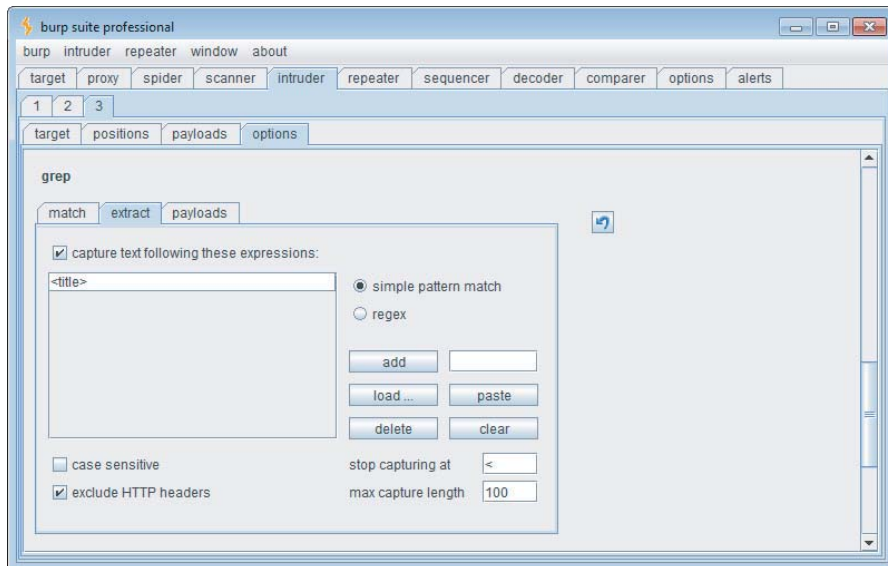 burp suite professional
burp intruder repeater window about
target proxy spider scanner intruder repeater sequencer decoder comparer options alerts
1 2 3
target positions payloads options
grep
match extract payloads
capture text following these expressions:
<title>
simple pattern match
regex
add
load ... paste
delete clear
case sensitive
stop capturing at <
exclude HTTP headers
max capture length 100